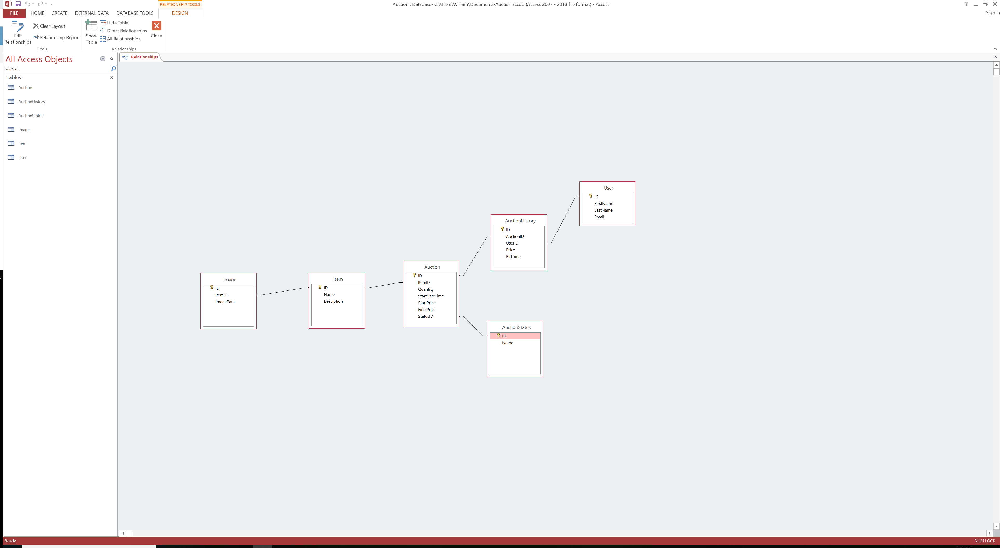 RELATIONSHIP TOOLS
Auction : Database- C:\Users\William\Documents\Auction.accdb (Access 2007 - 2013 file format) - Access
?
FILE HOME CREATE EXTERNAL DATA DATABASE TOOLS DESIGN
Sign in
Edit Relationships
Clear Layout
Relationship Report
Tools
Show Table
Hide Table
Direct Relationships
All Relationships
Relationships
Close
All Access Objects
Search...
Tables
Auction
AuctionHistory
AuctionStatus
Image
Item
User
Relationships
Image
ID
ItemID
ImagePath
Item
ID
Name
Desciption
Auction
ID
ItemID
Quantity
StartDateTime
StartPrice
FinalPrice
StatusID
AuctionHistory
ID
AuctionID
UserID
Price
BidTime
User
ID
FirstName
LastName
Email
AuctionStatus
ID
Name
Ready
NUM LOCK